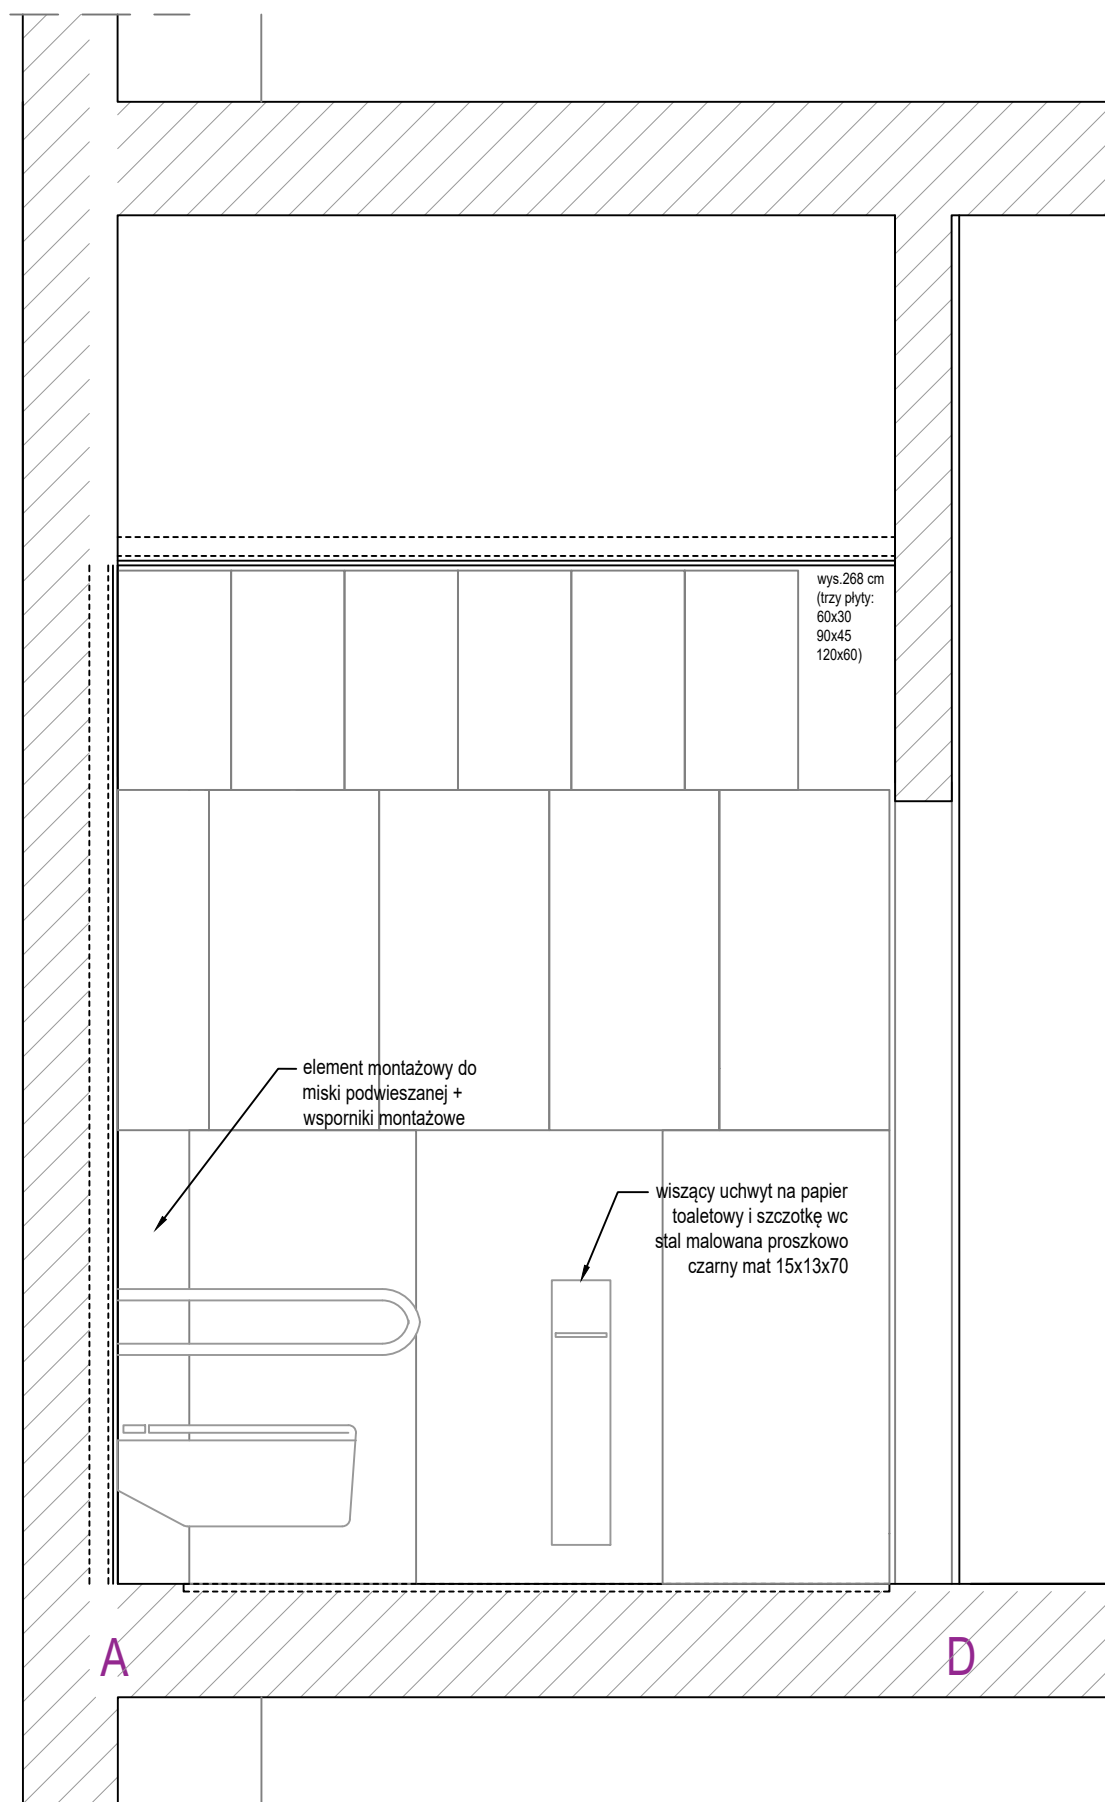 wys.268 cm
(trzy płyty:
60x30
90x45
120x60)
element montażowy do
miski podwieszanej +
wsporniki montażowe
wiszący uchwyt na papier
toaletowy i szczotkę wc
stal malowana proszkowo
czarny mat 15x13x70
A
D